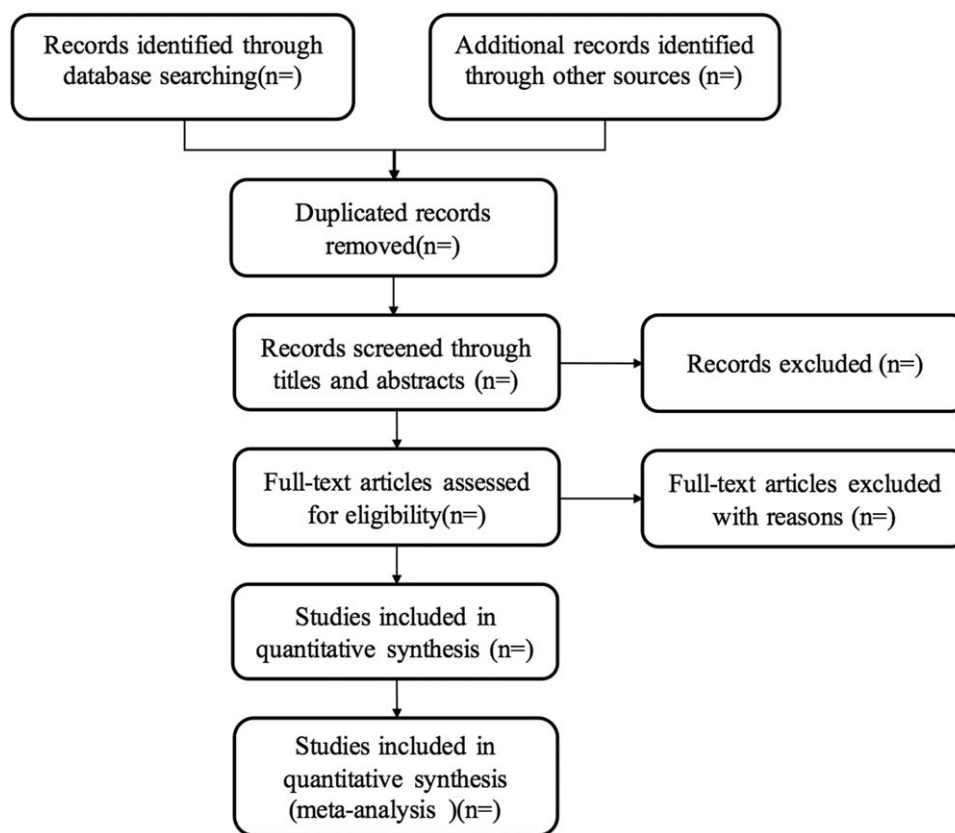 Records identified through
database searching(n=)
Additional records identified
through other sources (n=)
Duplicated records
removed(n=)
Records screened through
titles and abstracts (n=)
Records excluded (n=)
Full-text articles assessed
for eligibility(n=)
Full-text articles excluded
with reasons (n=)
Studies included in
quantitative synthesis (n=)
Studies included in
quantitative synthesis
(meta-analysis )(n=)